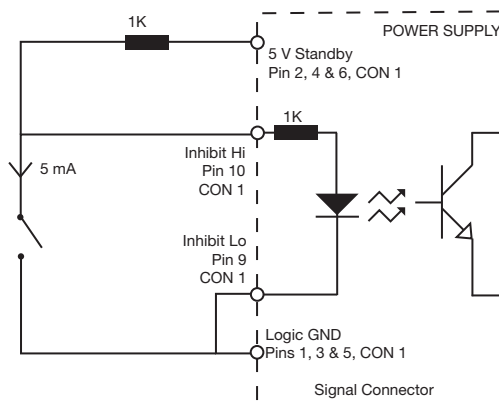 1K
POWER SUPPLY
5 V Standby
Pin 2, 4 & 6, CON 1
1K
Inhibit Hi
Pin 10
CON 1
5 mA
Inhibit Lo
Pin 9
CON 1
Logic GND
Pins 1, 3 & 5, CON 1
Signal Connector